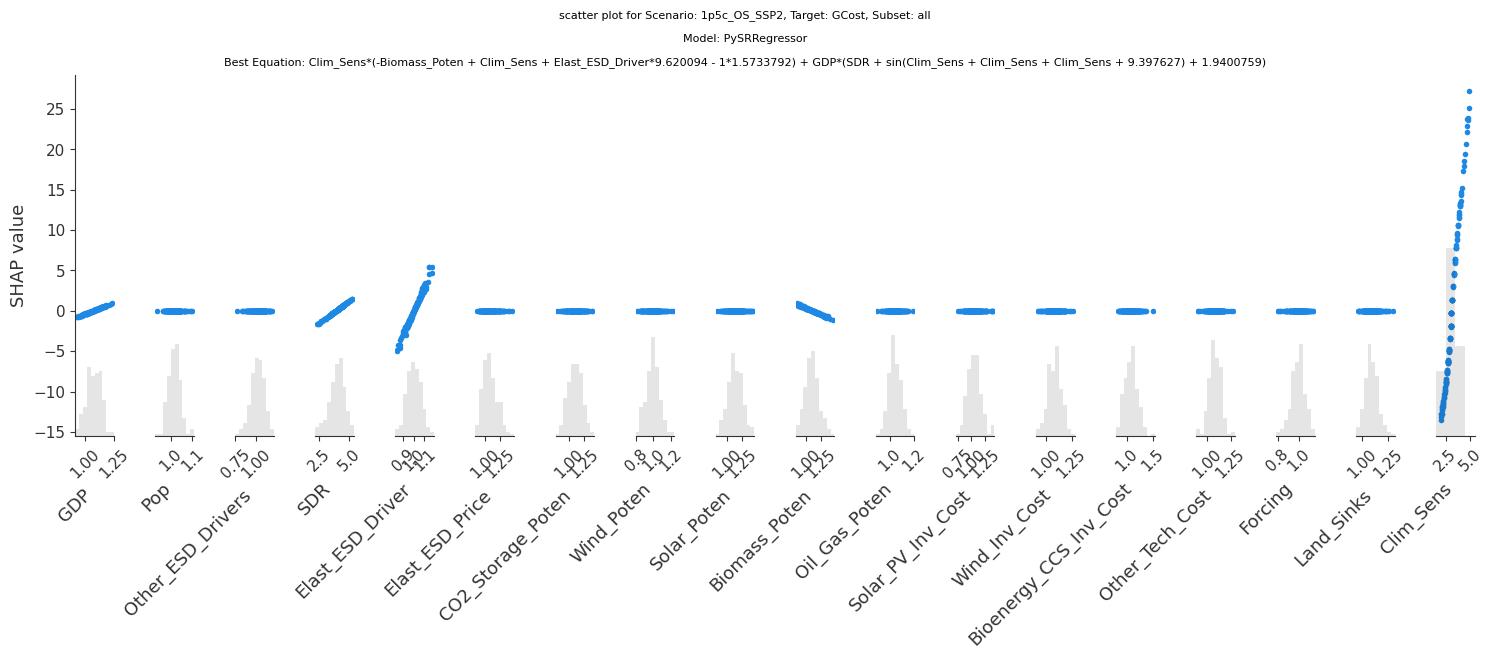 scatter plot for Scenario: 1p5c_OS_SSP2, Target: GCost, Subset: all
Model: PySRRegressor
Best Equation: Clim_Sens*(-Biomass_Poten + Clim_Sens + Elast_ESD_Driver*9.620094 - 1*1.5733792) + GDP*(SDR + sin(Clim_Sens + Clim_Sens + Clim_Sens + 9.397627) + 1.9400759)
SHAP value
25
20
15
10
5
0
−5
−10
−15
1.00 1.25
1.0 1.1
0.75 1.00
2.5 5.0
0.9 1.0 1.1
1.00 1.25
1.00 1.25
0.8 1.0 1.2
1.00 1.25
1.00 1.25
1.0 1.2
0.75 1.00 1.25
1.00 1.25
1.0 1.5
1.00 1.25
0.8 1.0
1.00 1.25
2.5 5.0
GDP
Pop
Other_ESD_Drivers
SDR
Elast_ESD_Driver
Elast_ESD_Price
CO2_Storage_Poten
Wind_Poten
Solar_Poten
Biomass_Poten
Oil_Gas_Poten
Solar_PV_Inv_Cost
Wind_Inv_Cost
Bioenergy_CCS_Inv_Cost
Other_Tech_Cost
Forcing
Land_Sinks
Clim_Sens